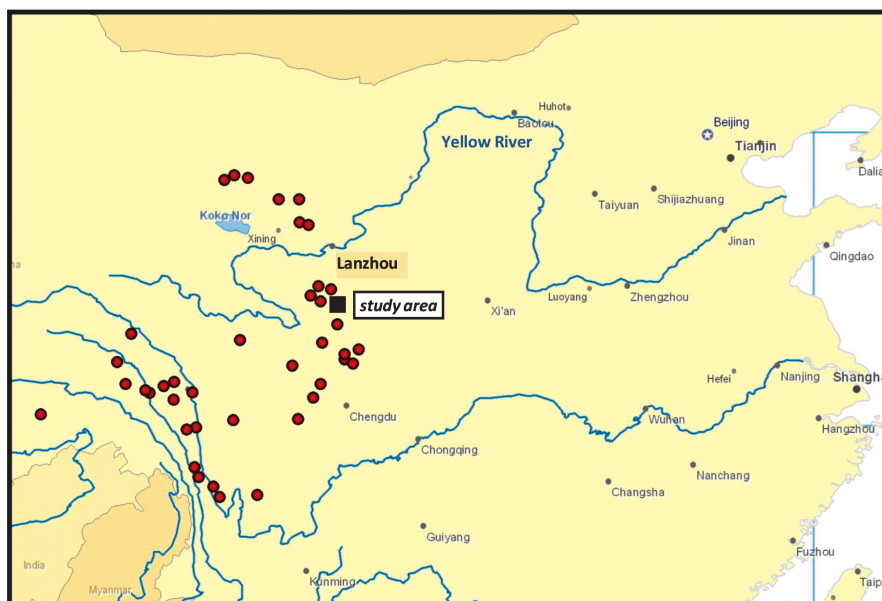 Huhot
Baotou
Beijing
Tianjin
Yellow River
Dalia
Taiyuan
Shijiazhuang
Koko Nor
Xining
Jinan
Qingdao
Lanzhou
na
study area
Luoyang
Zhengzhou
Xi'an
Hefei
Nanjing
Shangha
Chengdu
Wuhan
Hangzhou
Chongqing
Nanchang
Changsha
Guiyang
Fuzhou
India
Myanmar
Kunming
Taip